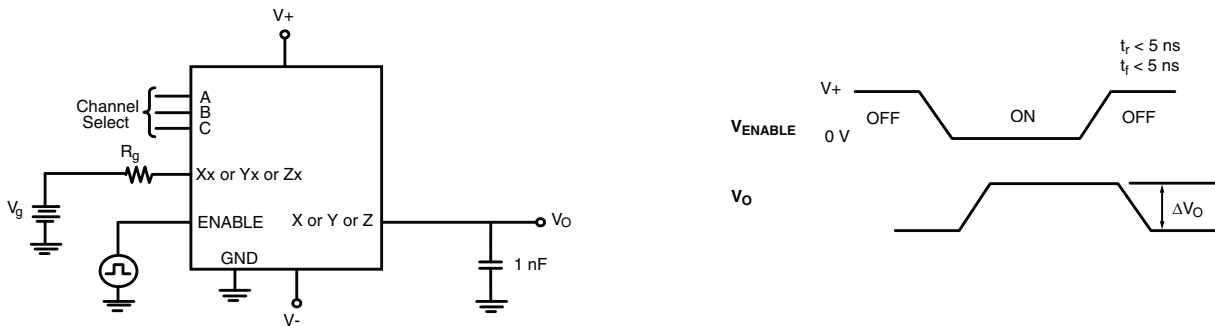 V+
A
B
C
Channel
Select
Rg
Xx or Yx or Zx
Vg
ENABLE
X or Y or Z
VO
GND
1 nF
V-
tr < 5 ns
tf < 5 ns
V+
OFF
ON
OFF
VENABLE
0 V
VO
ΔVO